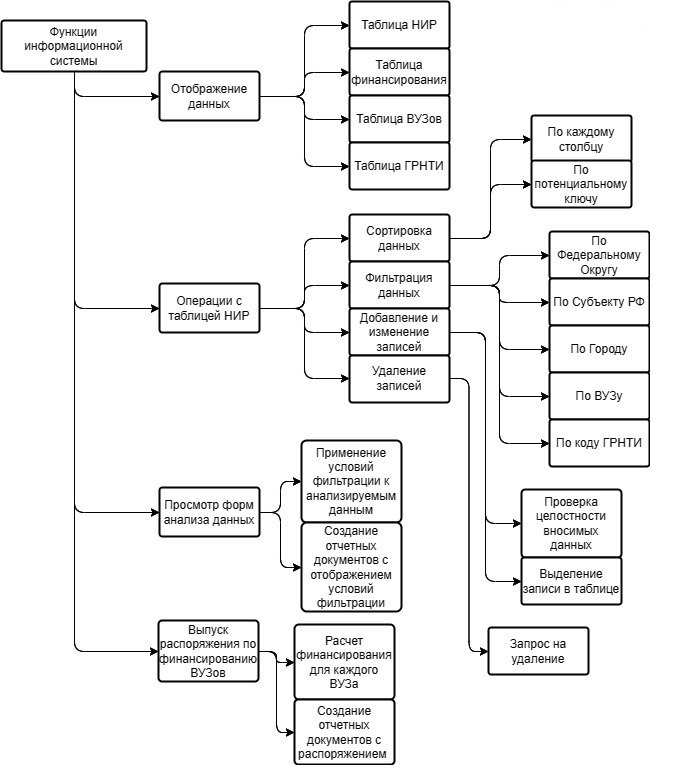 Функции
информационной
системы
Отображение
данных
Таблица НИР
Таблица
финансирования
Таблица ВУЗов
Таблица ГРНТИ
Операции с
таблицей НИР
Сортировка
данных
По каждому
столбцу
По
потенциальному
ключу
Фильтрация
данных
По
Федеральному
Округу
По Субъекту РФ
По Городу
По ВУЗу
По коду ГРНТИ
Добавление и
изменение
записей
Проверка
целостности
вносимых
данных
Выделение
записи в таблице
Удаление
записей
Запрос на
удаление
Просмотр форм
анализа данных
Применение
условий
фильтрации к
анализируемым
данным
Создание
отчетных
документов с
отображением
условий
фильтрации
Выпуск
распоряжения по
финансированию
ВУЗов
Расчет
финансирования
для каждого
ВУЗа
Создание
отчетных
документов с
распоряжением